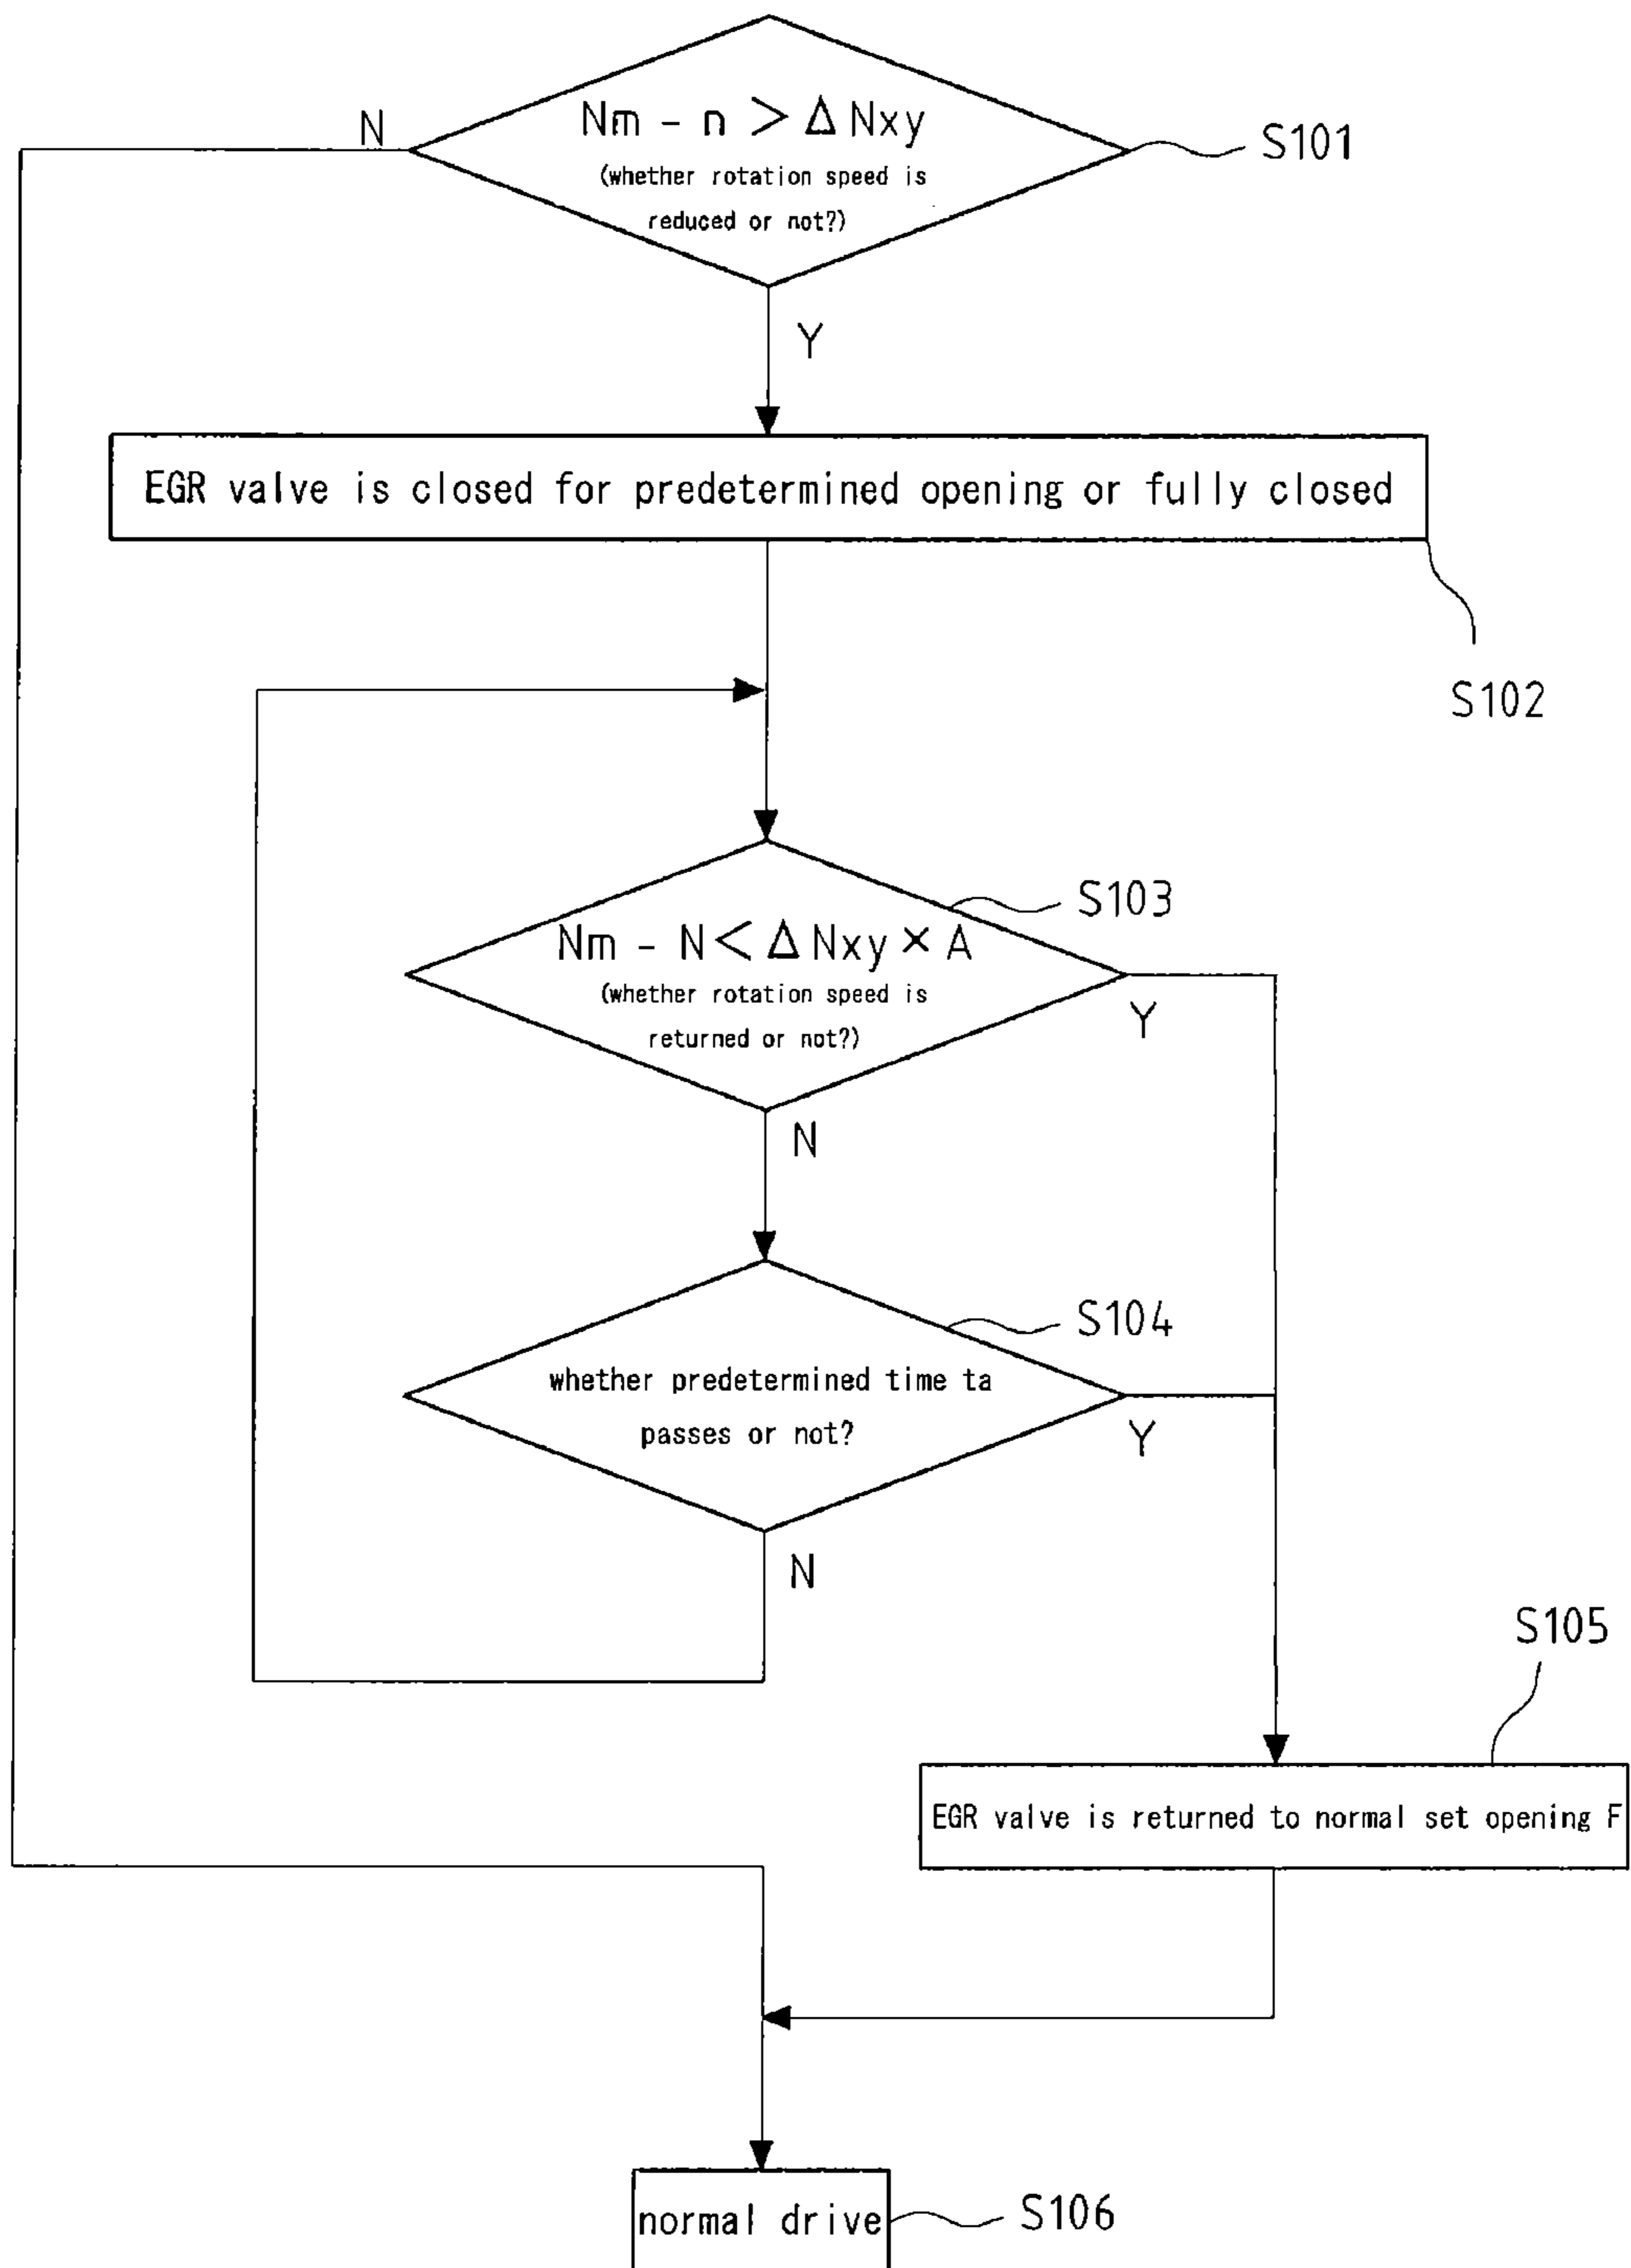 N
Nm - n > Δ Nxy
S101
(whether rotation speed is
reduced or not?)
Y
EGR valve is closed for predetermined opening or fully closed
S102
S103
Nm - N < Δ Nxy × A
(whether rotation speed is
returned or not?)
Y
N
S104
whether predetermined time ta
passes or not?
Y
N
S105
EGR valve is returned to normal set opening F
normal drive
S106